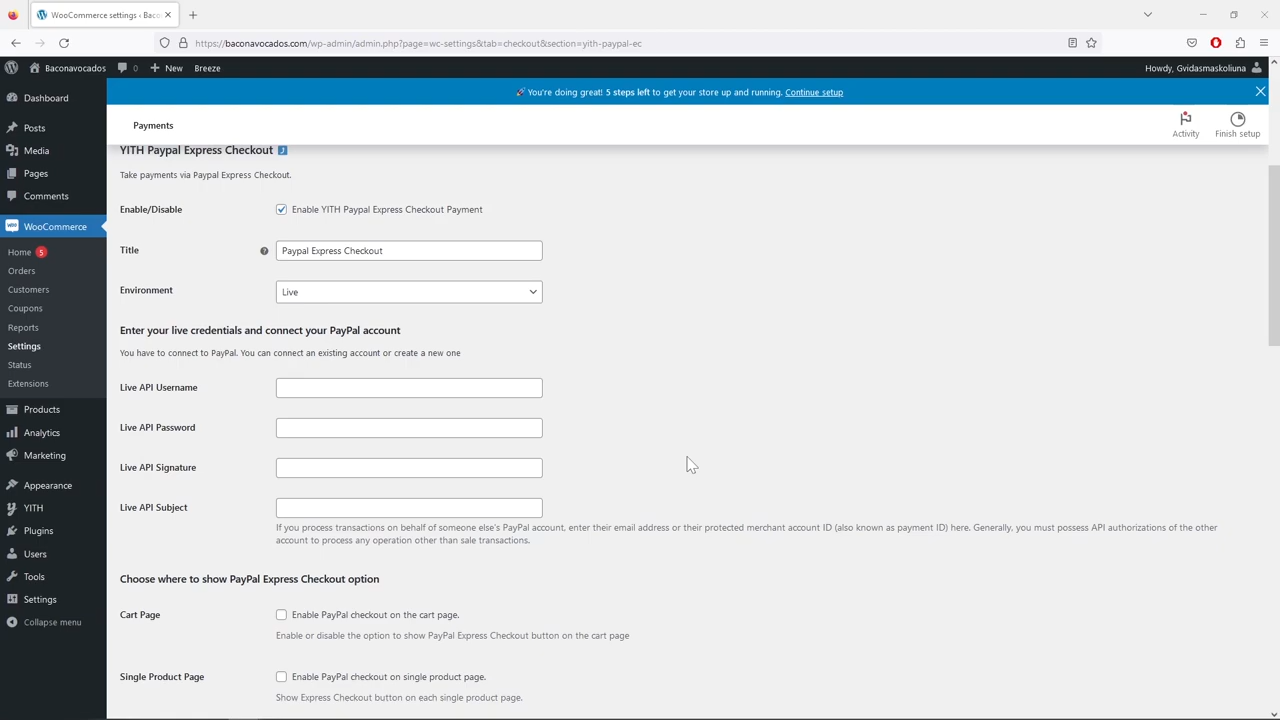 WooCommerce settings ‹ Baco
https://baconavocados.com/wp-admin/admin.php?page=wc-settings&tab=checkout&section=yith-paypal-ec
Baconavocados
0
New
Breeze
Howdy, Gvidasmaskoliuna
🚀 You're doing great! 5 steps left to get your store up and running. Continue setup
Payments
Activity
Finish setup
Dashboard
Posts
Media
Pages
Comments
WooCommerce
Home 5
Orders
Customers
Coupons
Reports
Settings
Status
Extensions
Products
Analytics
Marketing
Appearance
YITH
Plugins
Users
Tools
Settings
Collapse menu
YITH Paypal Express Checkout
Take payments via Paypal Express Checkout.
Enable/Disable
Enable YITH Paypal Express Checkout Payment
Title
Paypal Express Checkout
Environment
Live
Enter your live credentials and connect your PayPal account
You have to connect to PayPal. You can connect an existing account or create a new one
Live API Username
Live API Password
Live API Signature
Live API Subject
If you process transactions on behalf of someone else's PayPal account, enter their email address or their protected merchant account ID (also known as payment ID) here. Generally, you must possess API authorizations of the other
account to process any operation other than sale transactions.
Choose where to show PayPal Express Checkout option
Cart Page
Enable PayPal checkout on the cart page.
Enable or disable the option to show PayPal Express Checkout button on the cart page
Single Product Page
Enable PayPal checkout on single product page.
Show Express Checkout button on each single product page.